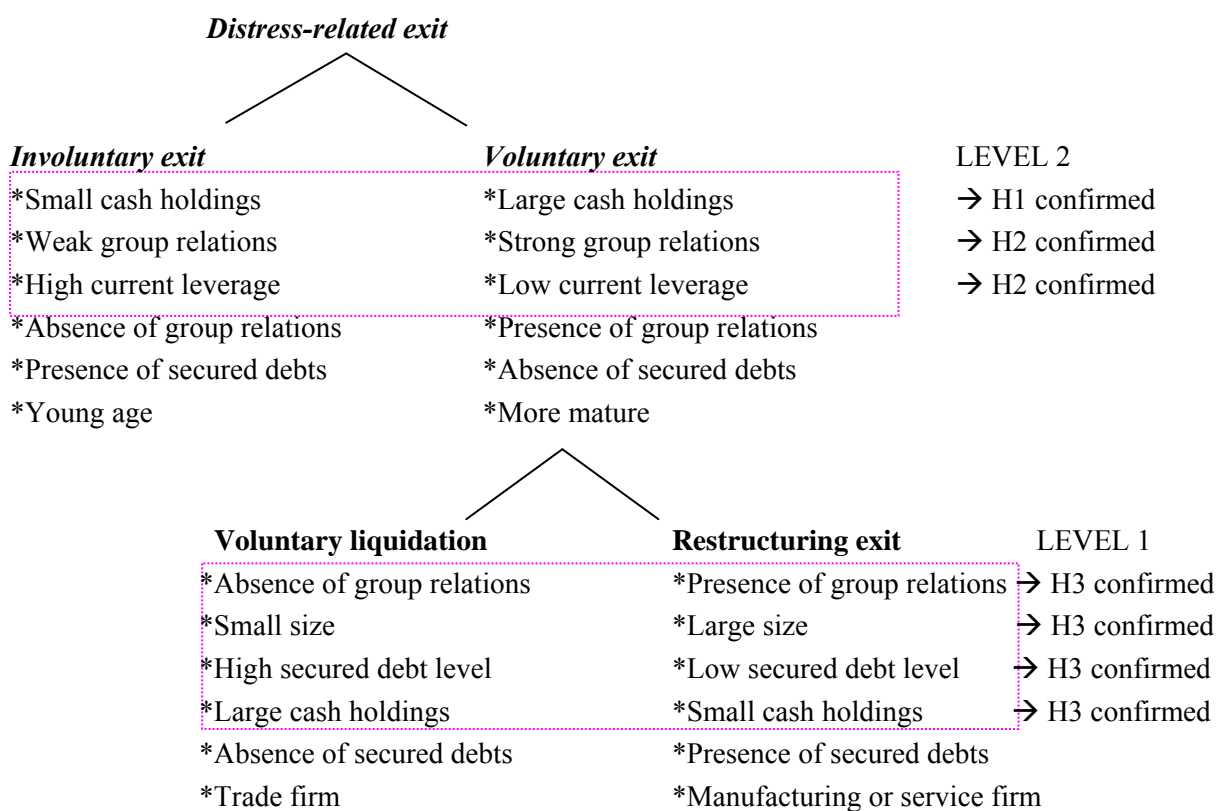 Distress-related exit
Involuntary exit Voluntary exit LEVEL 2
*Small cash holdings *Large cash holdings → H1 confirmed
*Weak group relations *Strong group relations → H2 confirmed
*High current leverage *Low current leverage → H2 confirmed
*Absence of group relations *Presence of group relations
*Presence of secured debts *Absence of secured debts
*Young age *More mature
Voluntary liquidation Restructuring exit LEVEL 1
*Absence of group relations *Presence of group relations → H3 confirmed
*Small size *Large size → H3 confirmed
*High secured debt level *Low secured debt level → H3 confirmed
*Large cash holdings *Small cash holdings → H3 confirmed
*Absence of secured debts *Presence of secured debts
*Trade firm *Manufacturing or service firm